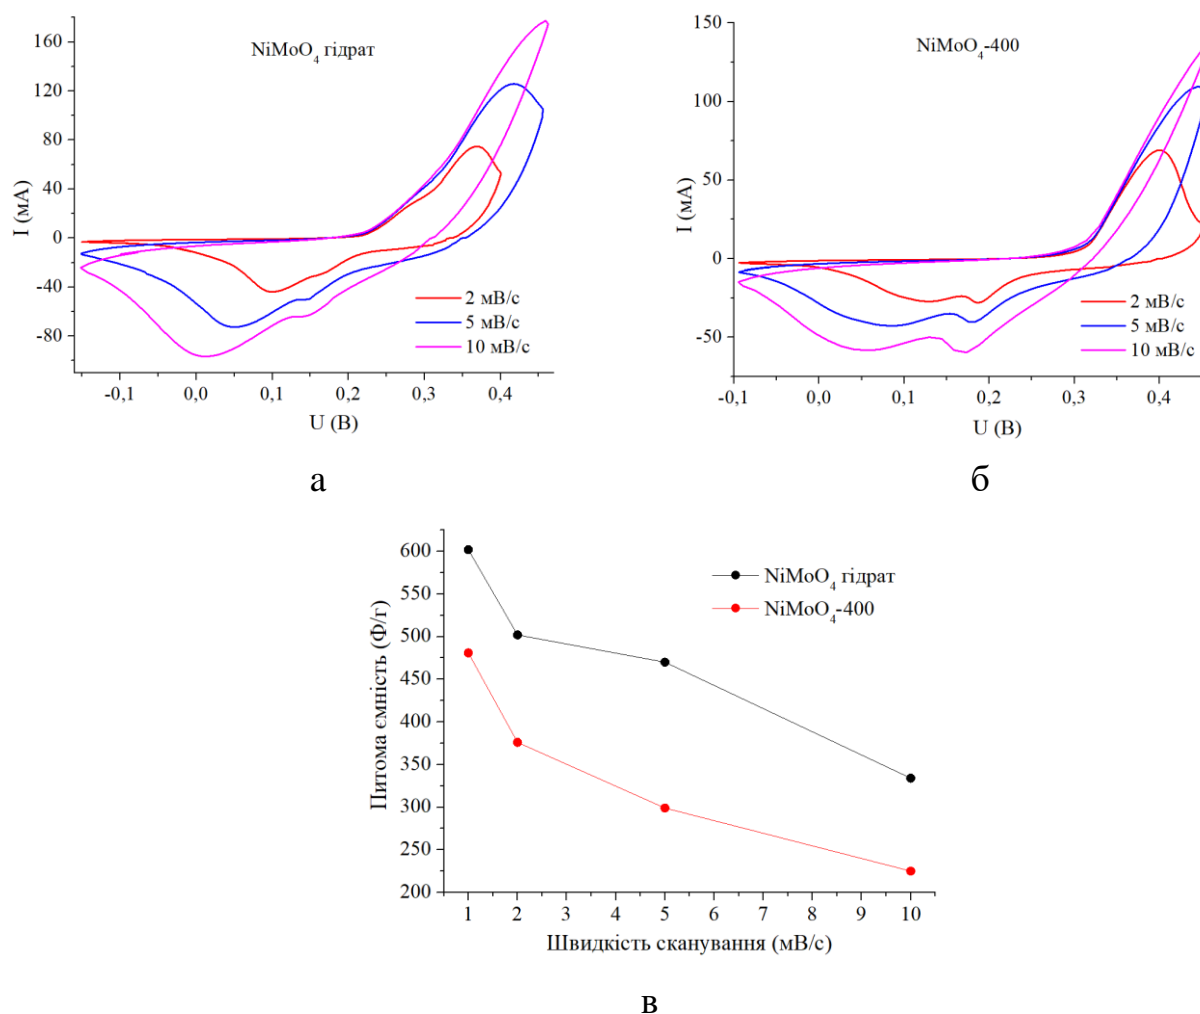 NiMoO4 гідрат
I (мА)
160
120
80
40
0
-40
-80
2 мВ/с
5 мВ/с
10 мВ/с
-0,1 0,0 0,1 0,2 0,3 0,4
U (В)
а
NiMoO4-400
I (мА)
150
100
50
0
-50
2 мВ/с
5 мВ/с
10 мВ/с
-0,1 0,0 0,1 0,2 0,3 0,4
U (В)
б
Питома ємність (Ф/г)
600
550
500
450
400
350
300
250
200
NiMoO4 гідрат
NiMoO4-400
1 2 3 4 5 6 7 8 9 10
Швидкість сканування (мВ/с)
в